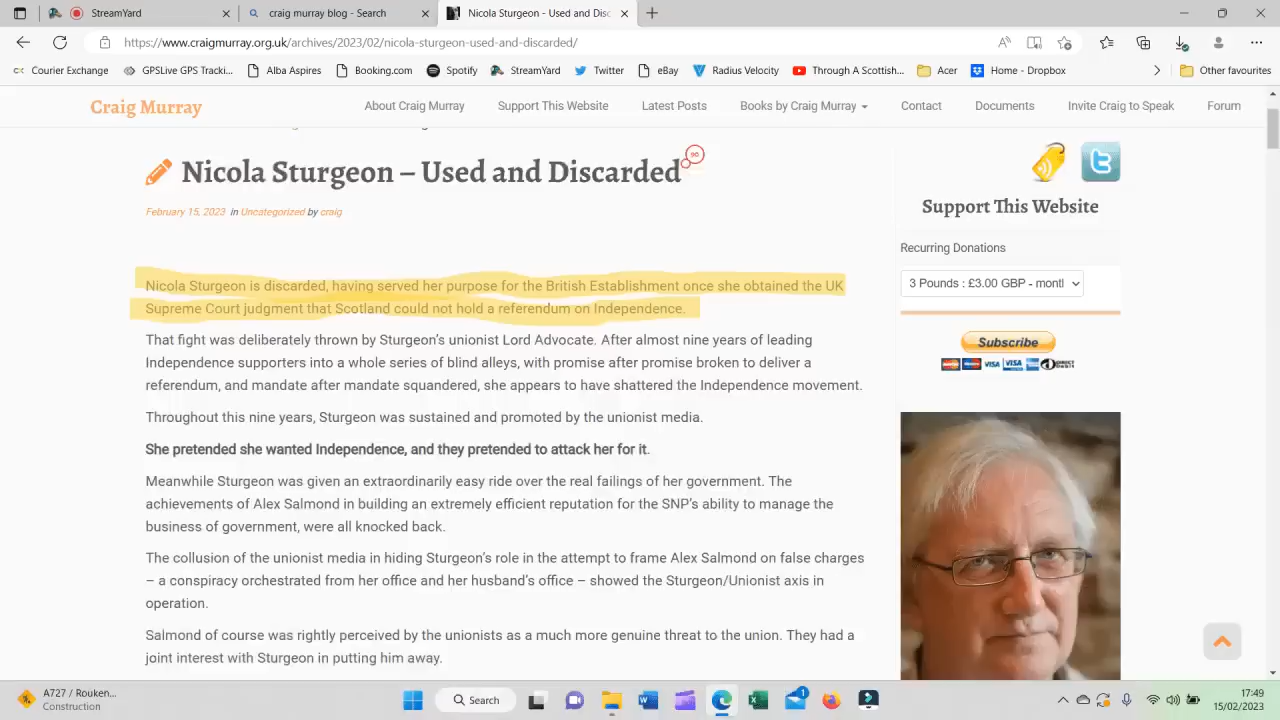 Studio - StreamYard
craig murray blog - Search
Nicola Sturgeon - Used and Disc
https://www.craigmurray.org.uk/archives/2023/02/nicola-sturgeon-used-and-discarded/
Courier Exchange
GPSLive GPS Tracki...
Alba Aspires
Booking.com
Spotify
StreamYard
Twitter
eBay
Radius Velocity
Through A Scottish...
Acer
Home - Dropbox
Other favourites
Craig Murray
About Craig Murray
Support This Website
Latest Posts
Books by Craig Murray
Contact
Documents
Invite Craig to Speak
Forum
Nicola Sturgeon – Used and Discarded
90
February 15, 2023 in Uncategorized by craig
Nicola Sturgeon is discarded, having served her purpose for the British Establishment once she obtained the UK
Supreme Court judgment that Scotland could not hold a referendum on Independence.
That fight was deliberately thrown by Sturgeon's unionist Lord Advocate. After almost nine years of leading
Independence supporters into a whole series of blind alleys, with promise after promise broken to deliver a
referendum, and mandate after mandate squandered, she appears to have shattered the Independence movement.
Throughout this nine years, Sturgeon was sustained and promoted by the unionist media.
She pretended she wanted Independence, and they pretended to attack her for it.
Meanwhile Sturgeon was given an extraordinarily easy ride over the real failings of her government. The
achievements of Alex Salmond in building an extremely efficient reputation for the SNP's ability to manage the
business of government, were all knocked back.
The collusion of the unionist media in hiding Sturgeon's role in the attempt to frame Alex Salmond on false charges
– a conspiracy orchestrated from her office and her husband's office – showed the Sturgeon/Unionist axis in
operation.
Salmond of course was rightly perceived by the unionists as a much more genuine threat to the union. They had a
joint interest with Sturgeon in putting him away.
Support This Website
Recurring Donations
3 Pounds : £3.00 GBP - montl
Subscribe
VISA
VISA
DIRECT
A727 / Rouken...
Construction
Search
1
17:49
15/02/2023